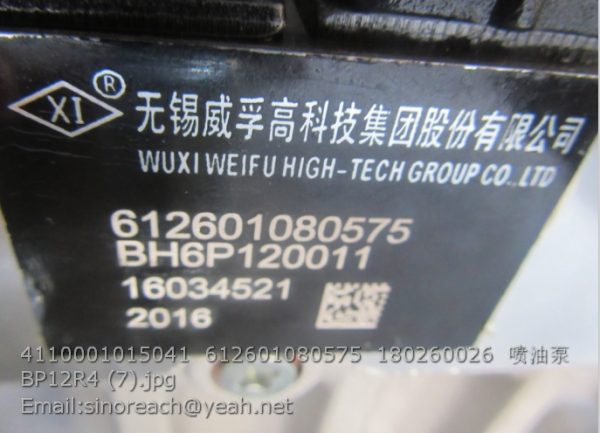 XI ®
无锡威孚高科技集团股份有限公司
WUXI WEIFU HIGH-TECH GROUP CO.,LTD
612601080575
BH6P120011
16034521
2016
4110001015041 612601080575 180260026 喷油泵
BP12R4 (7).jpg
Email:sinoreach@yeah.net